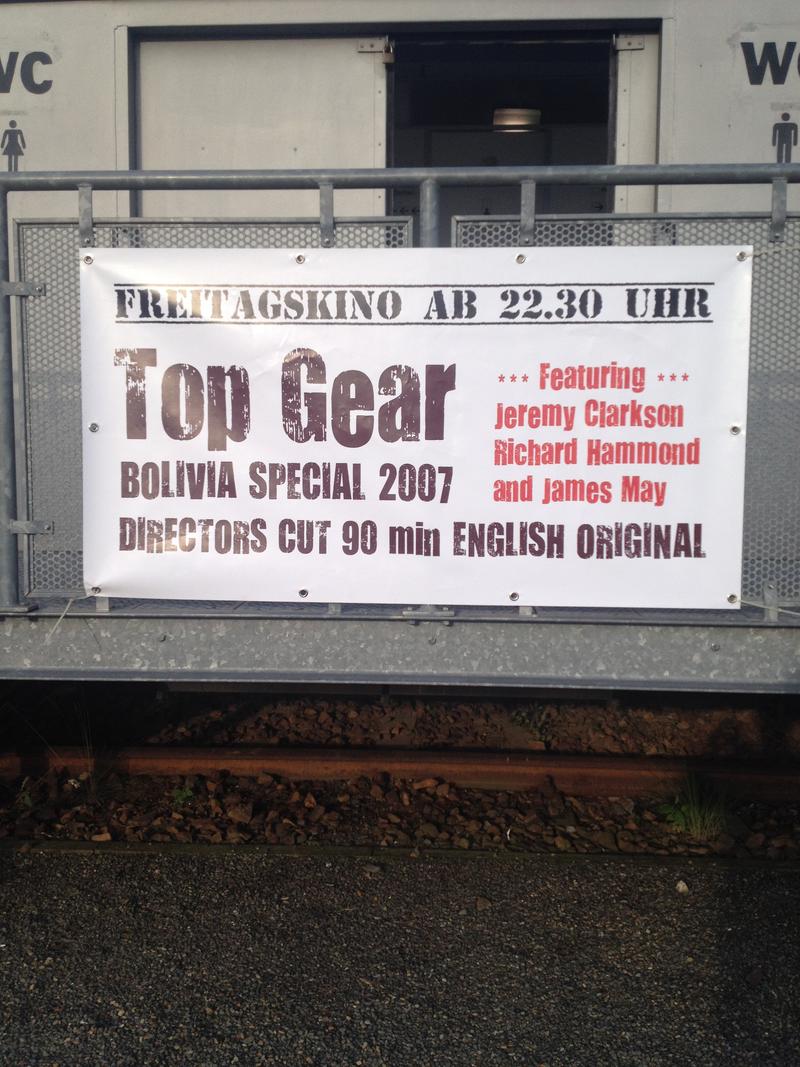 WC
WC
FREITAGSKINO AB 22.30 UHR
Top Gear
BOLIVIA SPECIAL 2007
*** Featuring ***
Jeremy Clarkson
Richard Hammond
and James May
DIRECTORS CUT 90 min ENGLISH ORIGINAL